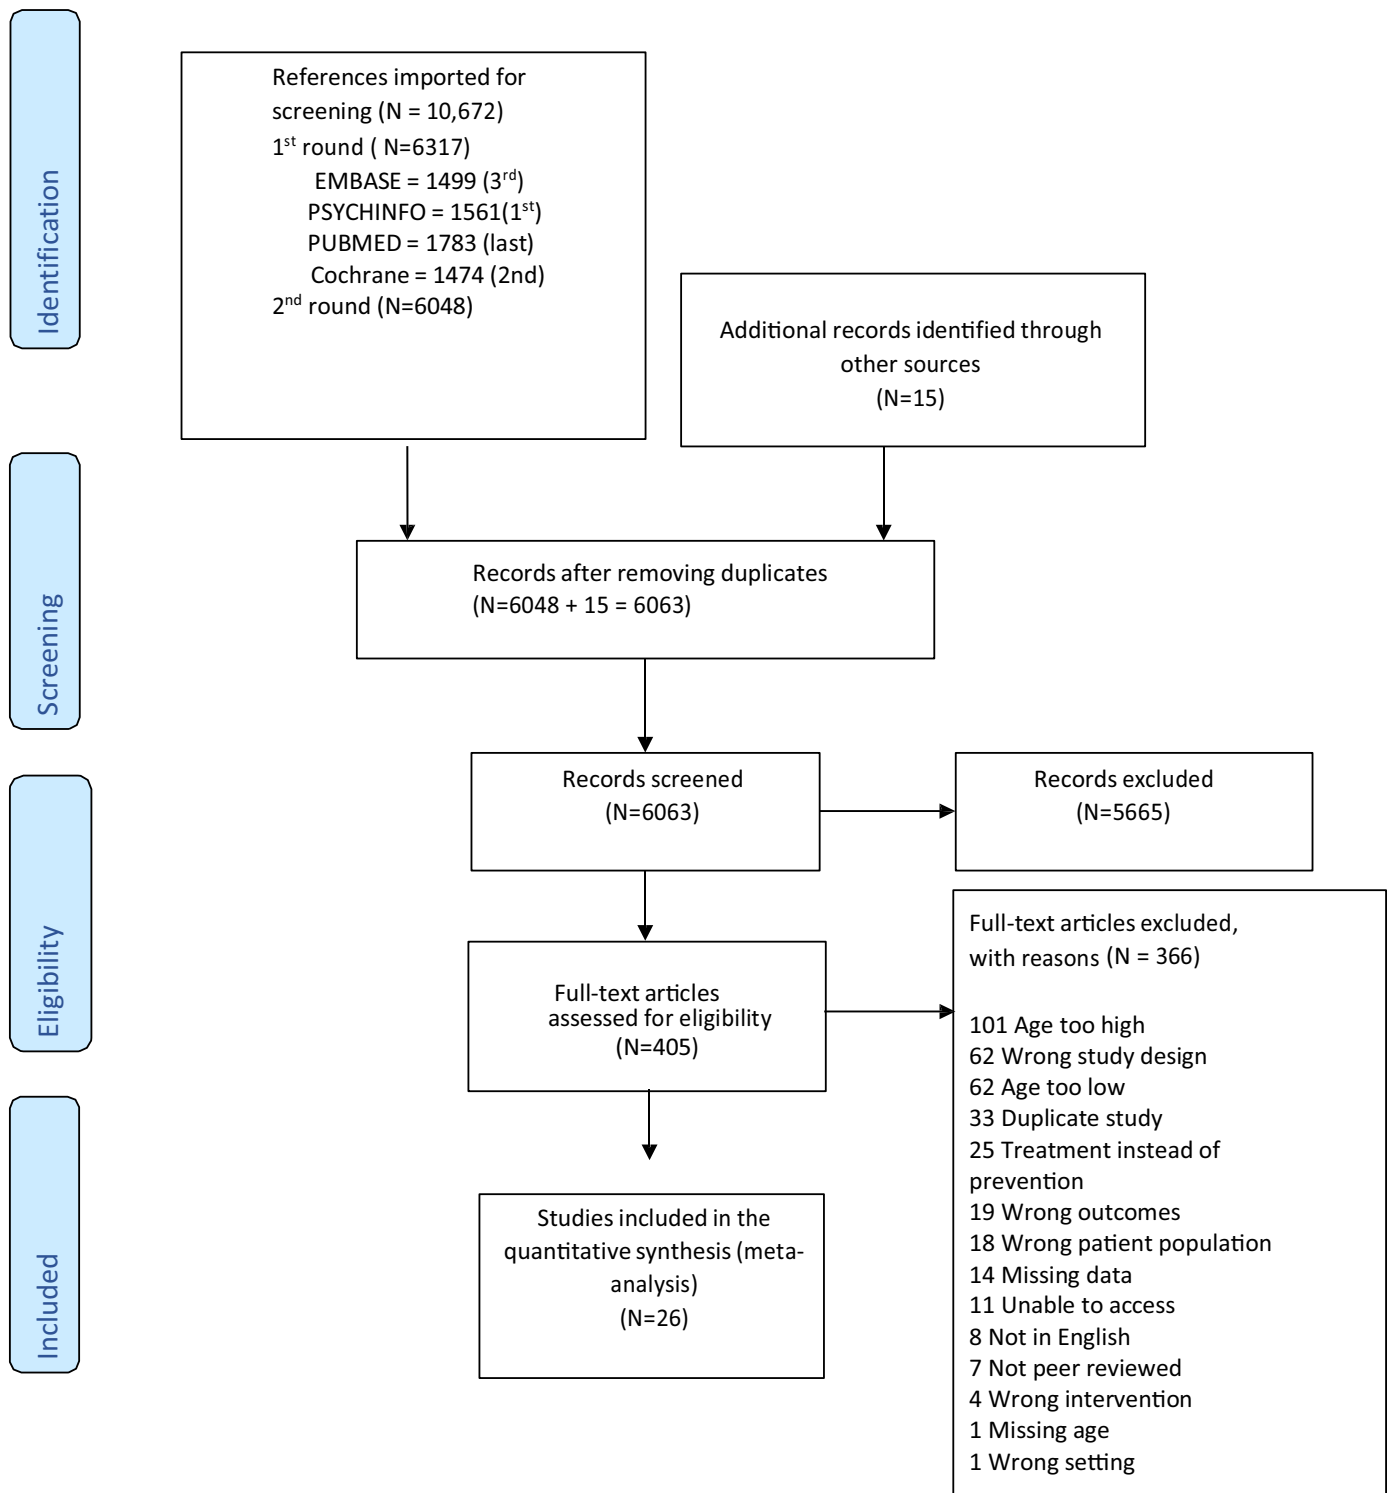 Identification
References imported for
screening (N = 10,672)
1st round ( N=6317)
EMBASE = 1499 (3rd)
PSYCHINFO = 1561(1st)
PUBMED = 1783 (last)
Cochrane = 1474 (2nd)
2nd round (N=6048)
Additional records identified through
other sources
(N=15)
Screening
Records after removing duplicates
(N=6048 + 15 = 6063)
Records screened
(N=6063)
Records excluded
(N=5665)
Eligibility
Full-text articles
assessed for eligibility
(N=405)
Full-text articles excluded,
with reasons (N = 366)
101 Age too high
62 Wrong study design
62 Age too low
33 Duplicate study
25 Treatment instead of
prevention
19 Wrong outcomes
18 Wrong patient population
14 Missing data
11 Unable to access
8 Not in English
7 Not peer reviewed
4 Wrong intervention
1 Missing age
1 Wrong setting
Included
Studies included in the
quantitative synthesis (meta-
analysis)
(N=26)